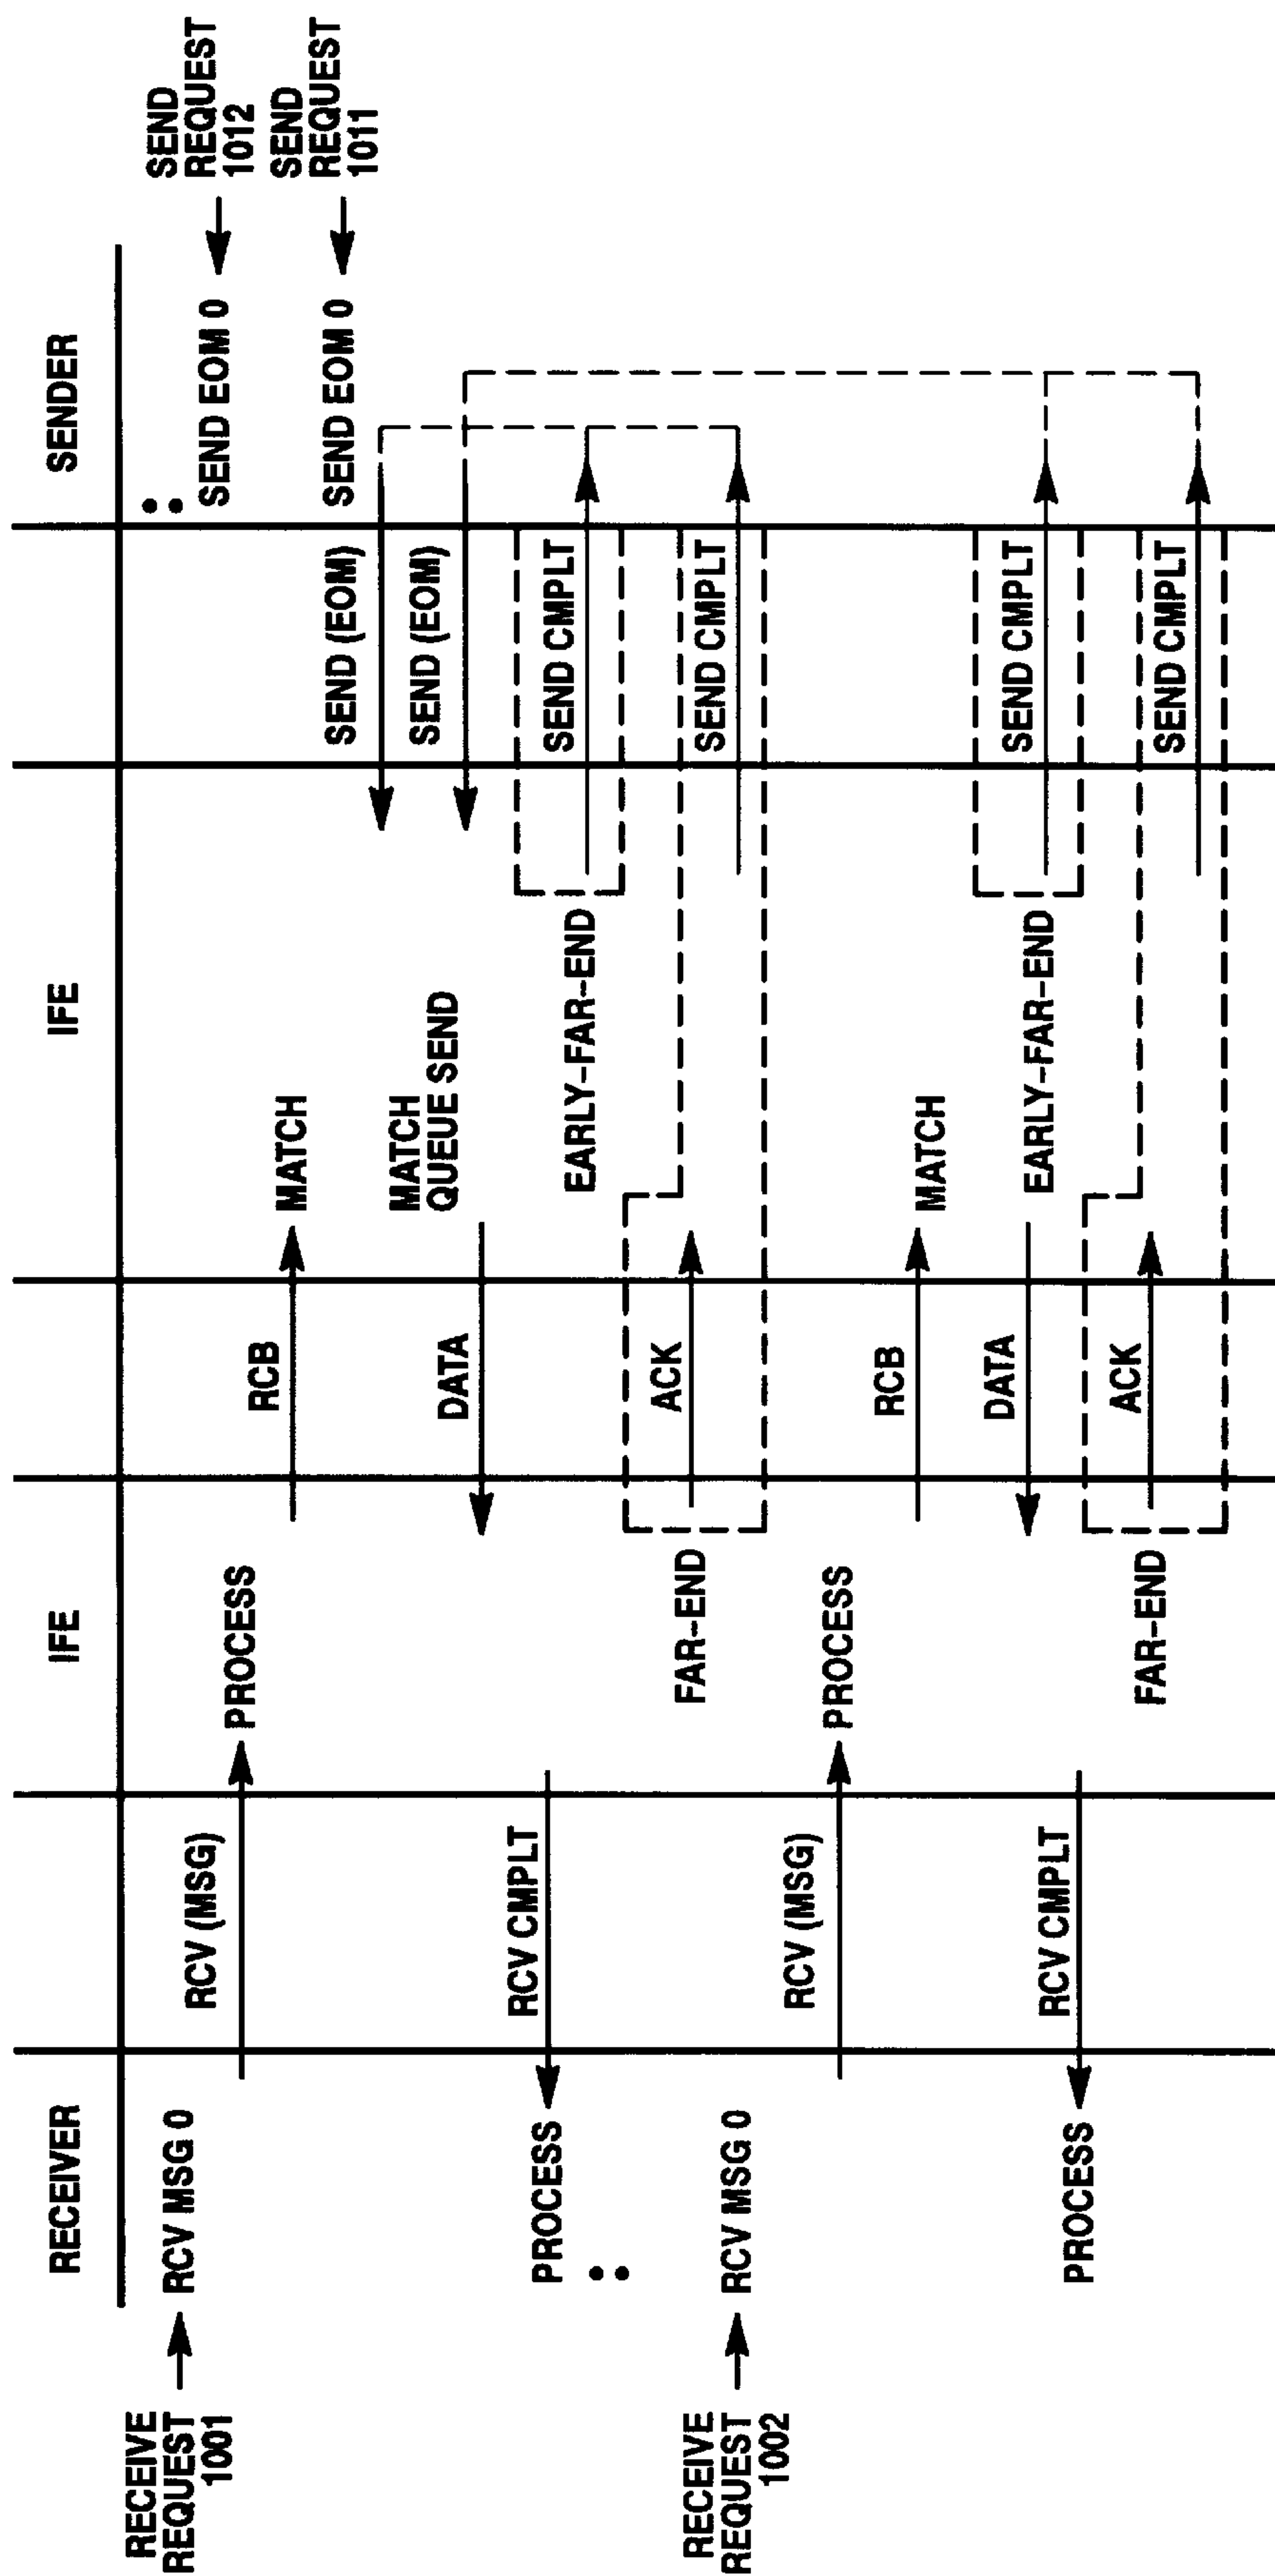 RECEIVER
IFE
IFE
SENDER
RECEIVE
REQUEST
1001
RCV MSG 0
RCV (MSG)
PROCESS
RCB
MATCH
SEND EOM 0
SEND
REQUEST
1012
SEND EOM 0
SEND
REQUEST
1011
SEND (EOM)
MATCH
QUEUE SEND
SEND (EOM)
DATA
RCV CMPLT
PROCESS
EARLY-FAR-END
SEND CMPLT
FAR-END
ACK
SEND CMPLT
RECEIVE
REQUEST
1002
RCV MSG 0
RCV (MSG)
PROCESS
RCB
MATCH
DATA
EARLY-FAR-END
SEND CMPLT
RCV CMPLT
PROCESS
FAR-END
ACK
SEND CMPLT